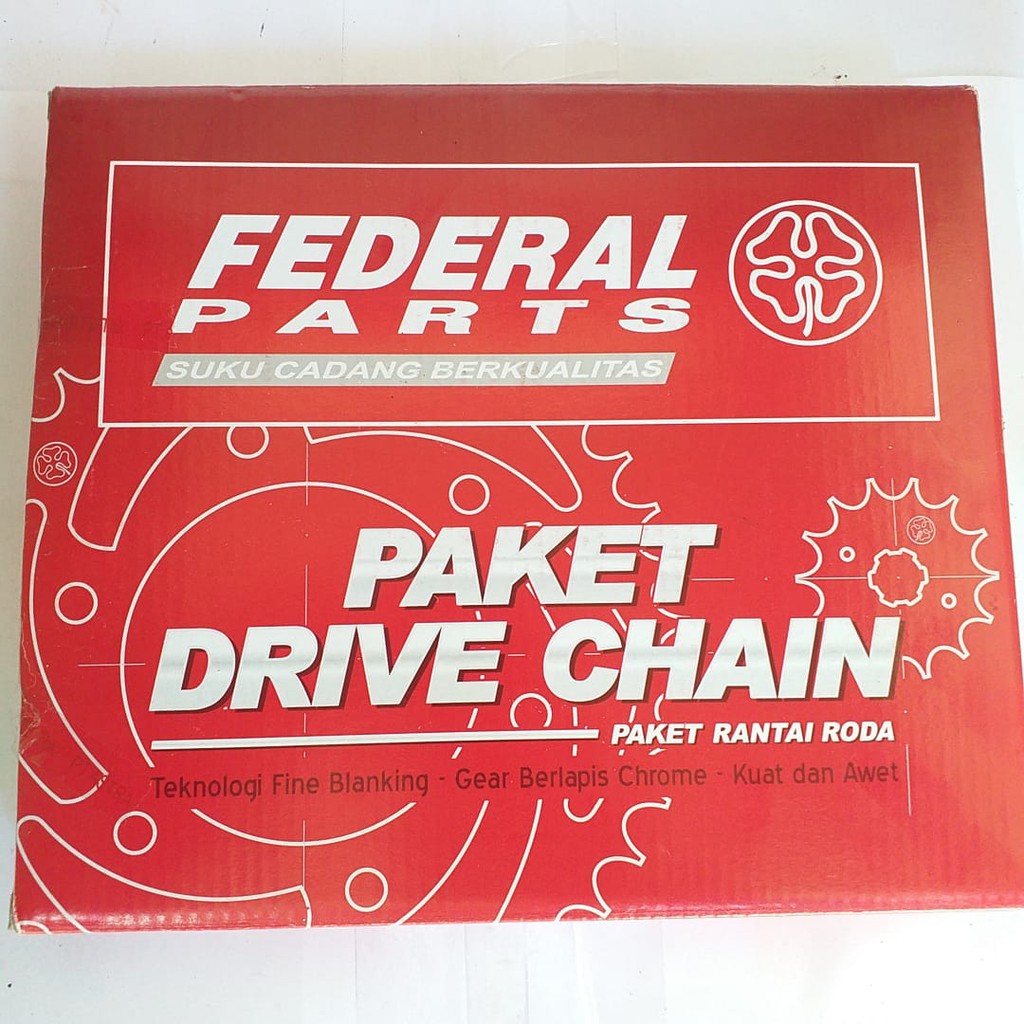 FEDERAL
PARTS
SUKU CADANG BERKUALITAS
PAKET
DRIVE CHAIN
PAKET RANTAI RODA
Teknologi Fine Blanking - Gear Berlapis Chrome - Kuat dan Awet